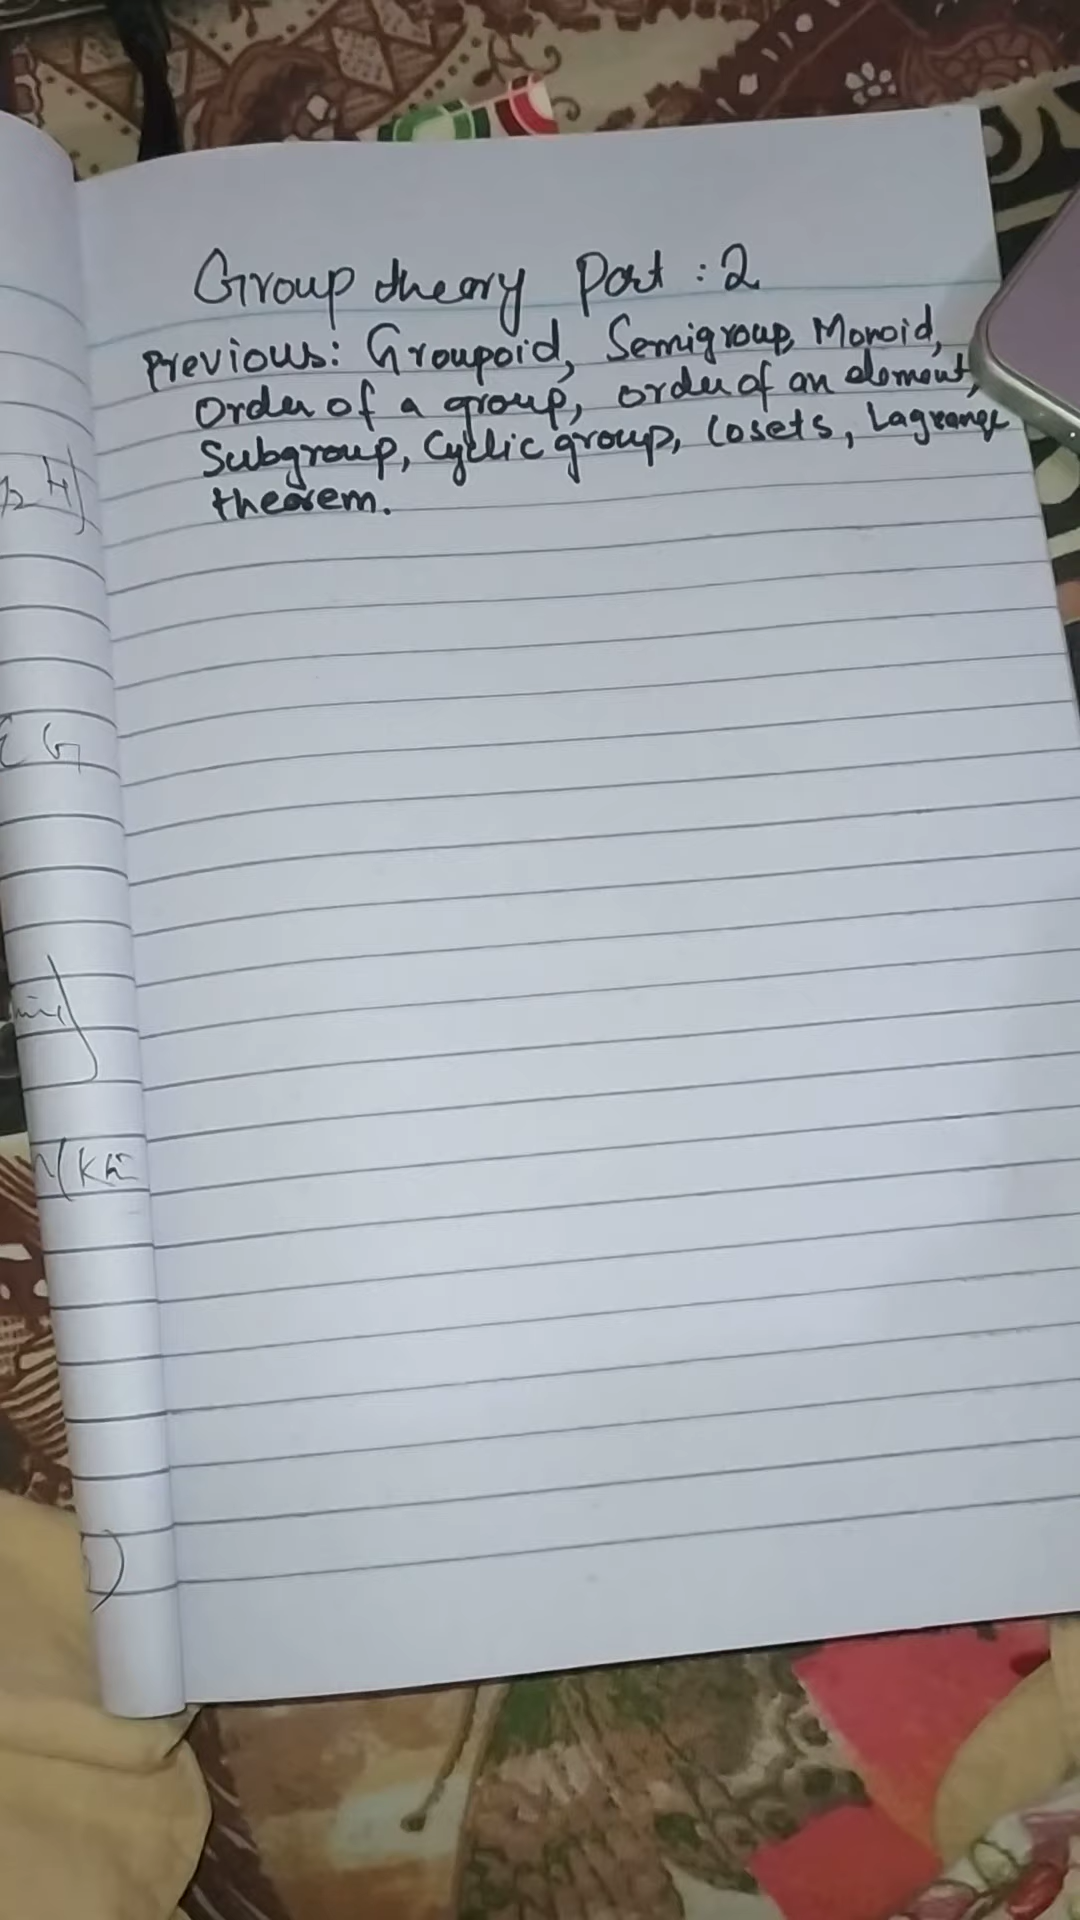 Group theory Part : 2
Previous: Groupoid, Semigroup, Monoid,
Order of a group, order of an element,
Subgroup, Cyclic group, Cosets, Lagrange
theorem.